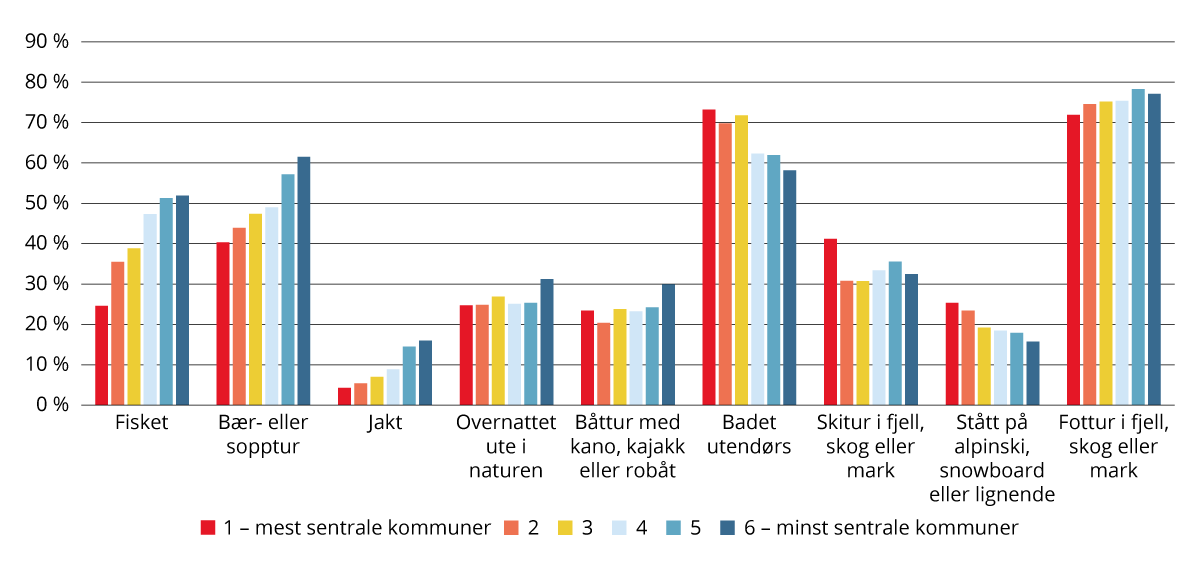 90 %
80 %
70 %
60 %
50 %
40 %
30 %
20 %
10 %
0 %
Fisket
Bær- eller
sopptur
Jakt
Overnattet
ute i
naturen
Båttur med
kano, kajakk
eller robåt
Badet
utendørs
Skitur i fjell,
skog eller
mark
Stått på
alpinski,
snowboard
eller lignende
Fottur i fjell,
skog eller
mark
1 – mest sentrale kommuner 2 3 4 5 6 – minst sentrale kommuner